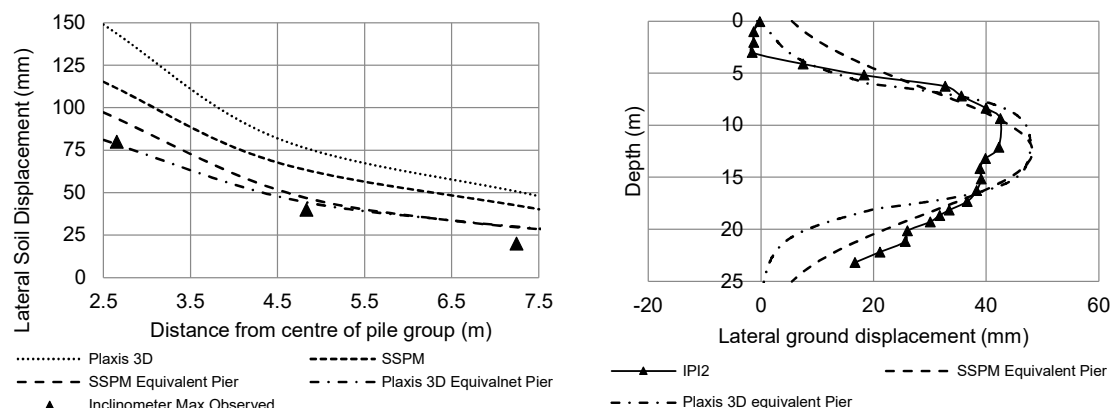 150
125
100
75
50
25
0
2.5 3.5 4.5 5.5 6.5 7.5
Lateral Soil Displacement (mm)
Distance from centre of pile group (m)
Plaxis 3D
SSPM
SSPM Equivalent Pier
Plaxis 3D Equivalnet Pier
Inclinometer Max Observed
0
5
10
15
20
25
-20 0 20 40 60
Depth (m)
Lateral ground displacement (mm)
IPI2
SSPM Equivalent Pier
Plaxis 3D equivalent Pier